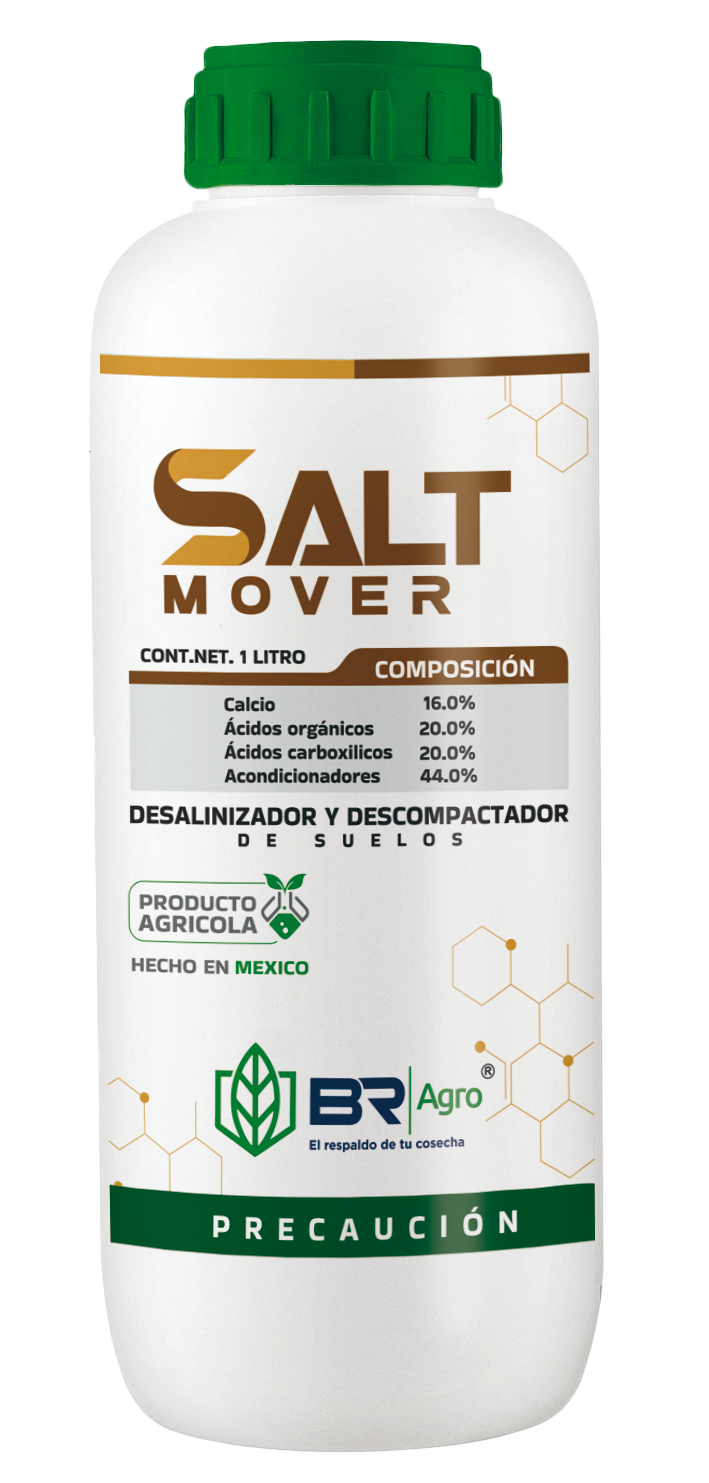 SALT
MOVER
CONT.NET. 1 LITRO
COMPOSICIÓN
Calcio 16.0%
Ácidos orgánicos 20.0%
Ácidos carboxilicos 20.0%
Acondicionadores 44.0%
DESALINIZADOR Y DESCOMPACTADOR
DE SUELOS
PRODUCTO
AGRICOLA
HECHO EN MEXICO
BR Agro ®
El respaldo de tu cosecha
PRECAUCIÓN